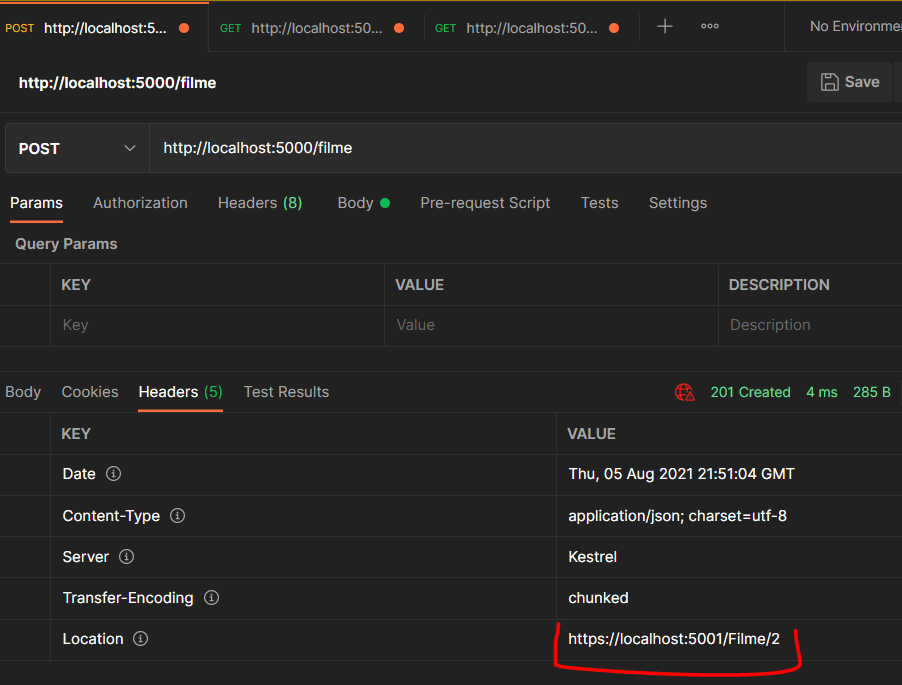 POST http://localhost:5... GET http://localhost:50... GET http://localhost:50... No Environme
http://localhost:5000/filme Save
POST http://localhost:5000/filme
Params Authorization Headers (8) Body Pre-request Script Tests Settings
Query Params
KEY VALUE DESCRIPTION
Key Value Description
Body Cookies Headers (5) Test Results 201 Created 4 ms 285 B
KEY VALUE
Date Thu, 05 Aug 2021 21:51:04 GMT
Content-Type application/json; charset=utf-8
Server Kestrel
Transfer-Encoding chunked
Location https://localhost:5001/Filme/2